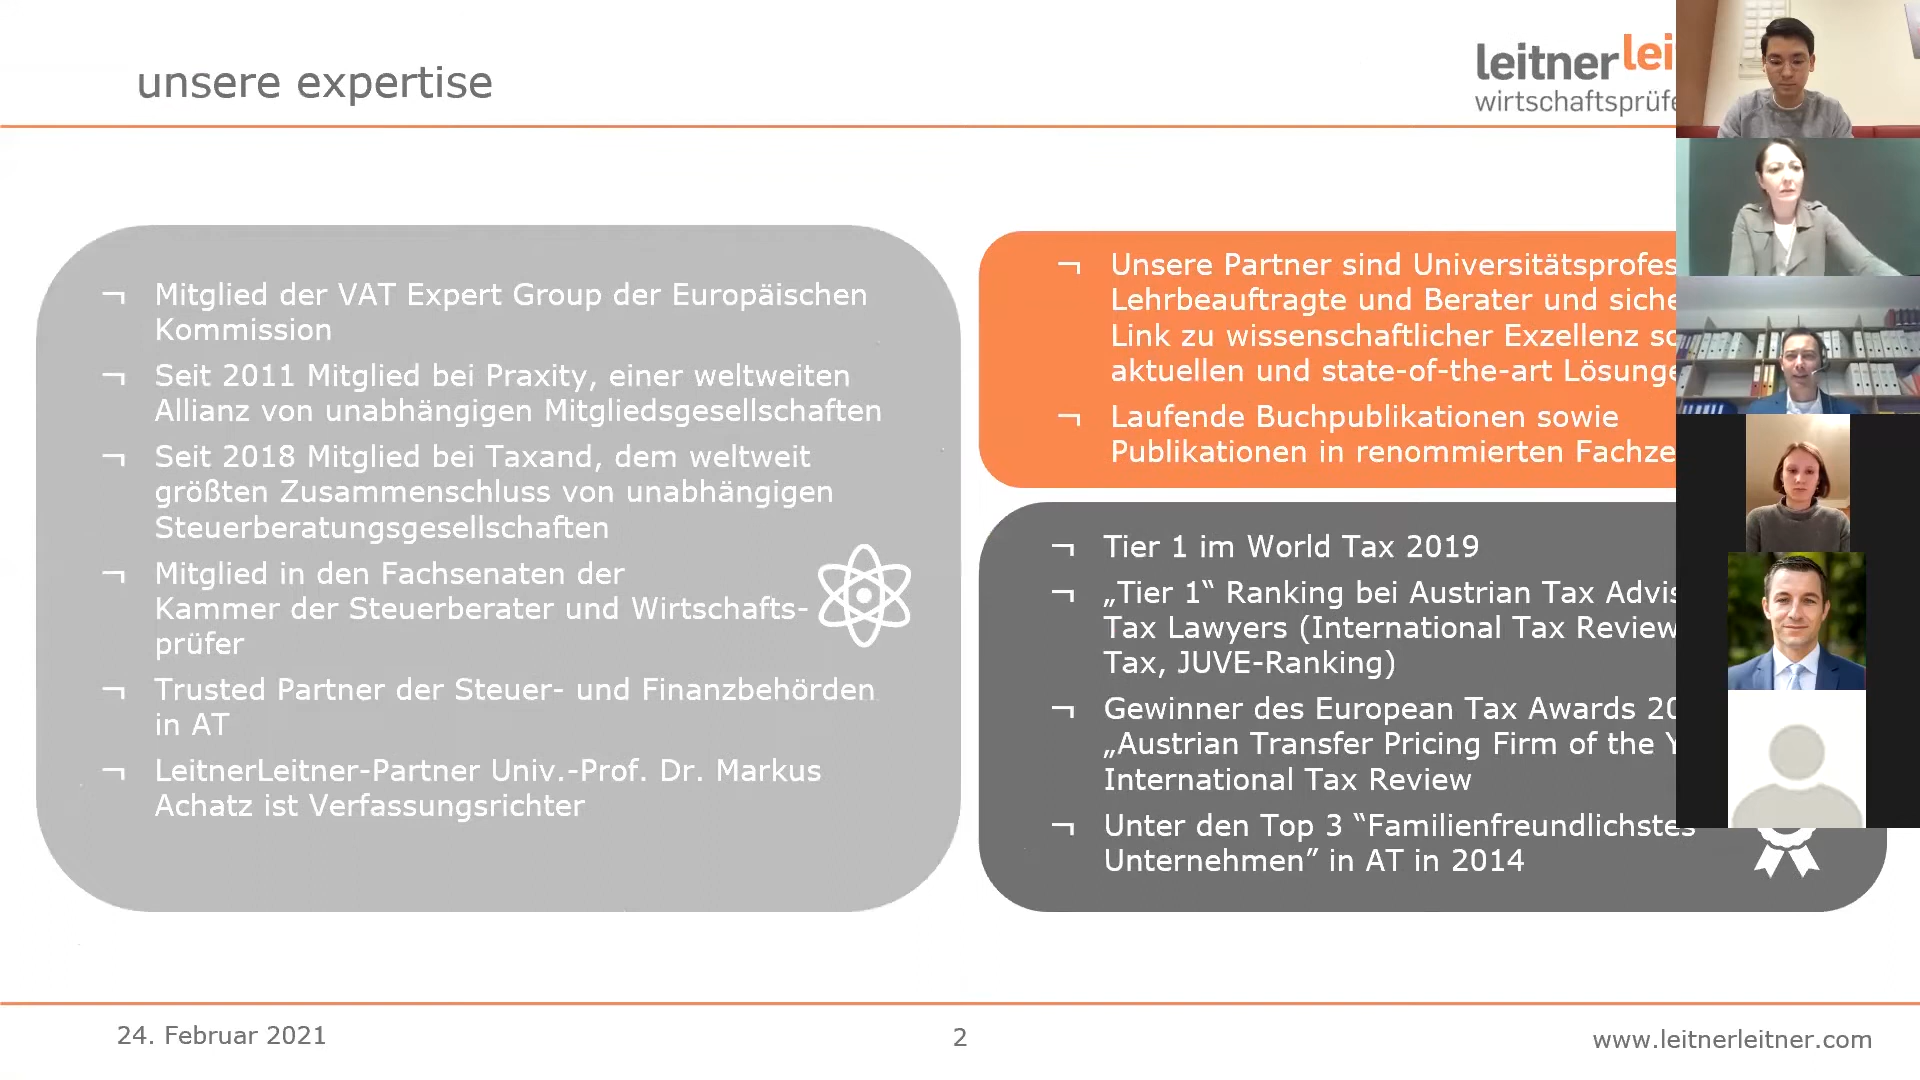 unsere expertise
leitnerlei
wirtschaftsprüfe
¬ Mitglied der VAT Expert Group der Europäischen
Kommission
¬ Seit 2011 Mitglied bei Praxity, einer weltweiten
Allianz von unabhängigen Mitgliedsgesellschaften
¬ Seit 2018 Mitglied bei Taxand, dem weltweit
größten Zusammenschluss von unabhängigen
Steuerberatungsgesellschaften
¬ Mitglied in den Fachsenaten der
Kammer der Steuerberater und Wirtschafts-
prüfer
¬ Trusted Partner der Steuer- und Finanzbehörden
in AT
¬ LeitnerLeitner-Partner Univ.-Prof. Dr. Markus
Achatz ist Verfassungsrichter
¬ Unsere Partner sind Universitätsprofes
Lehrbeauftragte und Berater und siche
Link zu wissenschaftlicher Exzellenz so
aktuellen und state-of-the-art Lösunge
¬ Laufende Buchpublikationen sowie
Publikationen in renommierten Fachze
¬ Tier 1 im World Tax 2019
¬ „Tier 1“ Ranking bei Austrian Tax Advis
Tax Lawyers (International Tax Review
Tax, JUVE-Ranking)
¬ Gewinner des European Tax Awards 20
„Austrian Transfer Pricing Firm of the Y
International Tax Review
¬ Unter den Top 3 “Familienfreundlichstes
Unternehmen” in AT in 2014
24. Februar 2021
2
www.leitnerleitner.com